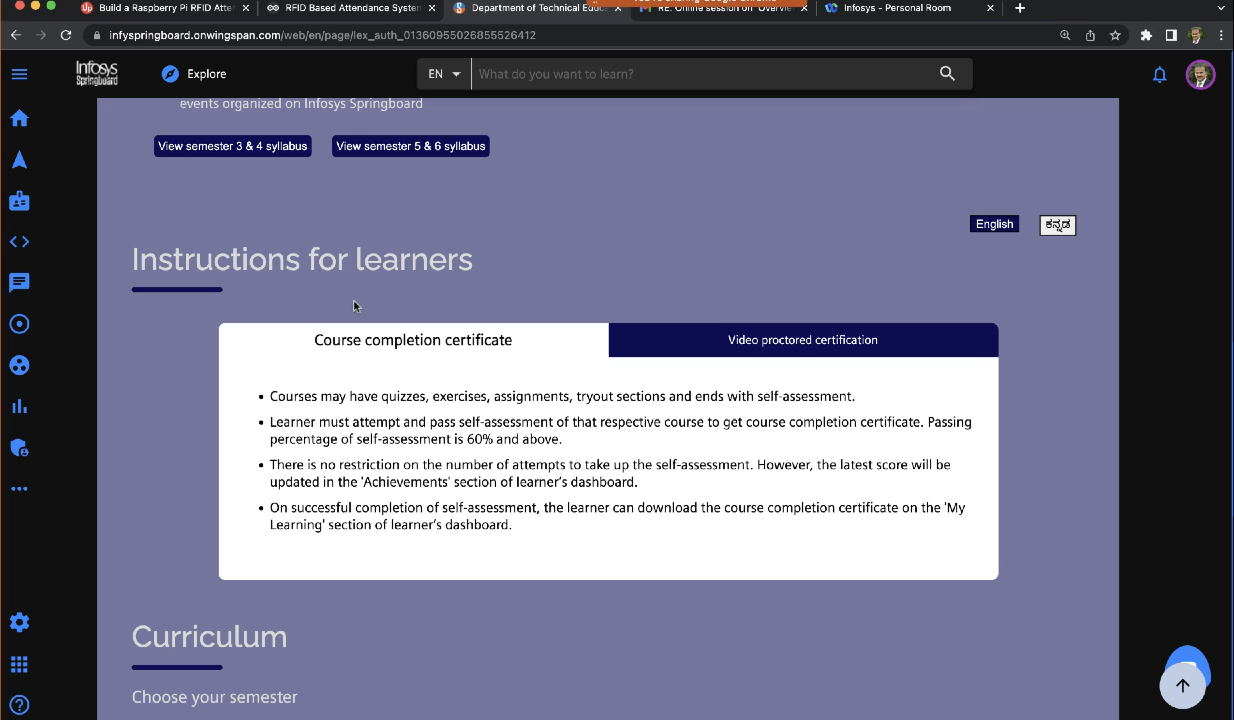 Build a Raspberry Pi RFID Atte
RFID Based Attendance System
Department of Technical Educ
RE: Online session on "Overvie
Infosys - Personal Room
infyspringboard.onwingspan.com/web/en/page/lex_auth_01360955026855526412
Infosys
Springboard
Explore
EN
What do you want to learn?
events organized on Infosys Springboard
View semester 3 & 4 syllabus
View semester 5 & 6 syllabus
English
ಕನ್ನಡ
Instructions for learners
Course completion certificate
Video proctored certification
• Courses may have quizzes, exercises, assignments, tryout sections and ends with self-assessment.
• Learner must attempt and pass self-assessment of that respective course to get course completion certificate. Passing
percentage of self-assessment is 60% and above.
• There is no restriction on the number of attempts to take up the self-assessment. However, the latest score will be
updated in the 'Achievements' section of learner's dashboard.
• On successful completion of self-assessment, the learner can download the course completion certificate on the 'My
Learning' section of learner's dashboard.
Curriculum
Choose your semester